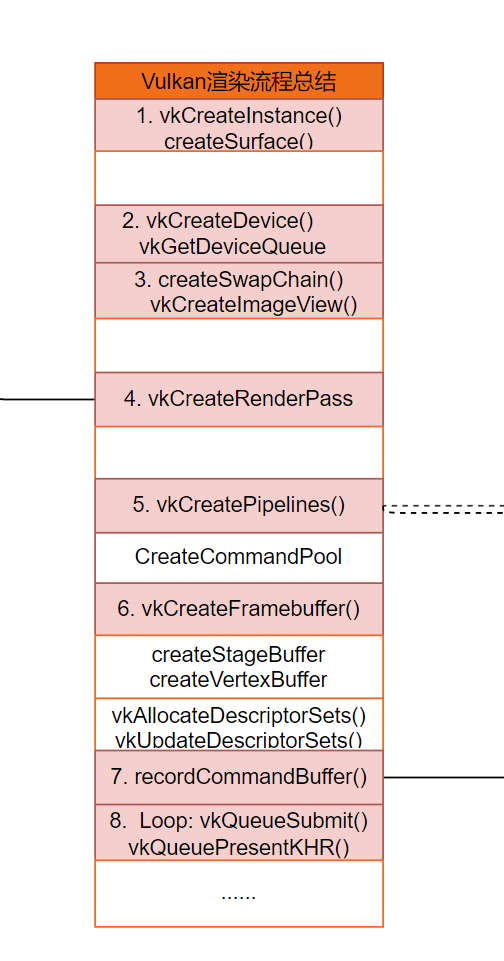 Vulkan渲染流程总结
1. vkCreateInstance()
createSurface()
2. vkCreateDevice()
vkGetDeviceQueue
3. createSwapChain()
vkCreateImageView()
4. vkCreateRenderPass
5. vkCreatePipelines()
CreateCommandPool
6. vkCreateFramebuffer()
createStageBuffer
createVertexBuffer
vkAllocateDescriptorSets()
vkUpdateDescriptorSets()
7. recordCommandBuffer()
8.  Loop: vkQueueSubmit()
vkQueuePresentKHR()
......